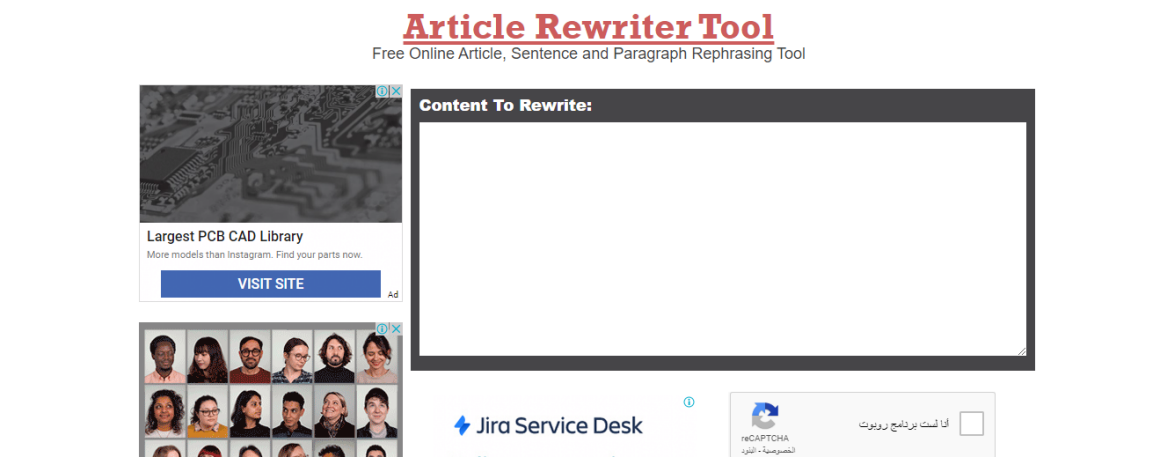 Article Rewriter Tool
Free Online Article, Sentence and Paragraph Rephrasing Tool
Largest PCB CAD Library
More models than Instagram. Find your parts now.
VISIT SITE
Ad
Content To Rewrite:
Jira Service Desk
أنا لست برنامج روبوت
reCAPTCHA
الخصوصية - البنود